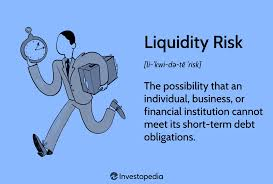 Liquidity Risk
[li-ˈkwi-də-tē ˈrisk]
The possibility that an
individual, business, or
financial institution cannot
meet its short-term debt
obligations.
Investopedia